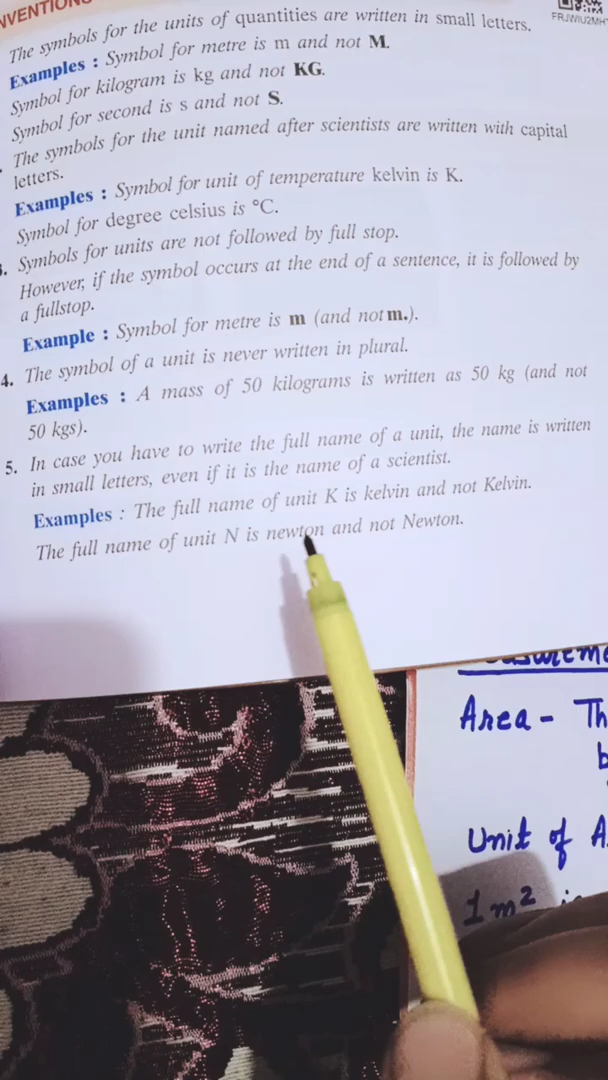 NVENTIONS
FRJWIU2MH
The symbols for the units of quantities are written in small letters.
Examples : Symbol for metre is m and not M.
Symbol for kilogram is kg and not KG.
Symbol for second is s and not S.
The symbols for the unit named after scientists are written with capital
letters.
Examples : Symbol for unit of temperature kelvin is K.
Symbol for degree celsius is °C.
3. Symbols for units are not followed by full stop.
However, if the symbol occurs at the end of a sentence, it is followed by
a fullstop.
Example : Symbol for metre is m (and not m.).
4. The symbol of a unit is never written in plural.
Examples : A mass of 50 kilograms is written as 50 kg (and not
50 kgs).
5. In case you have to write the full name of a unit, the name is written
in small letters, even if it is the name of a scientist.
Examples : The full name of unit K is kelvin and not Kelvin.
The full name of unit N is newton and not Newton.
Area - Th
b
Unit of A
1 m²